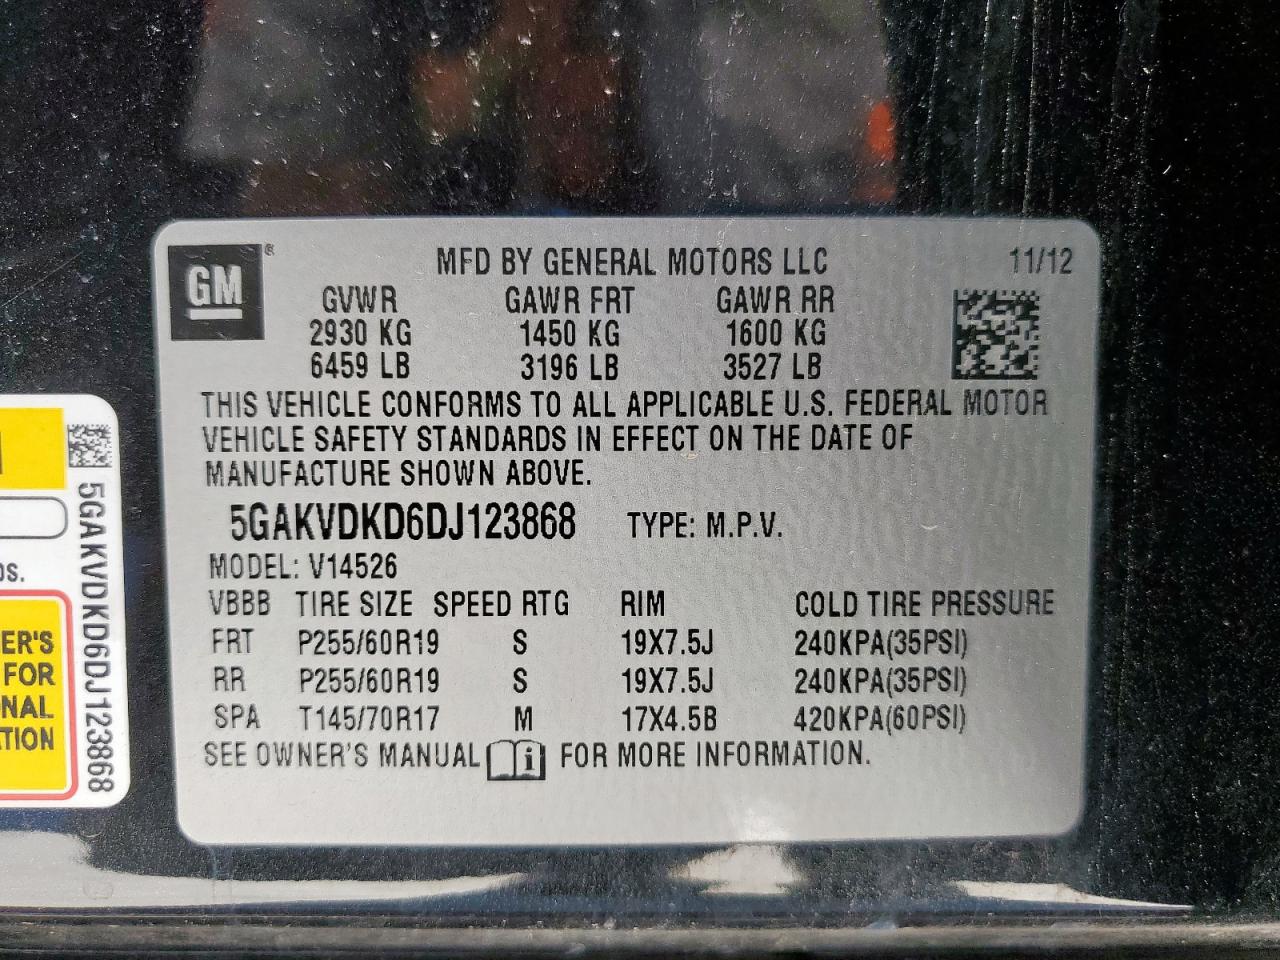 GM®
MFD BY GENERAL MOTORS LLC 11/12
GVWR GAWR FRT GAWR RR
2930 KG 1450 KG 1600 KG
6459 LB 3196 LB 3527 LB
THIS VEHICLE CONFORMS TO ALL APPLICABLE U.S. FEDERAL MOTOR
VEHICLE SAFETY STANDARDS IN EFFECT ON THE DATE OF
MANUFACTURE SHOWN ABOVE.
5GAKVDKD6DJ123868 TYPE: M.P.V.
MODEL: V14526
VBBB TIRE SIZE SPEED RTG RIM COLD TIRE PRESSURE
FRT P255/60R19 S 19X7.5J 240KPA(35PSI)
RR P255/60R19 S 19X7.5J 240KPA(35PSI)
SPA T145/70R17 M 17X4.5B 420KPA(60PSI)
SEE OWNER'S MANUAL i FOR MORE INFORMATION.
5GAKVDKD6DJ123868
ER'S
FOR
NAL
TION